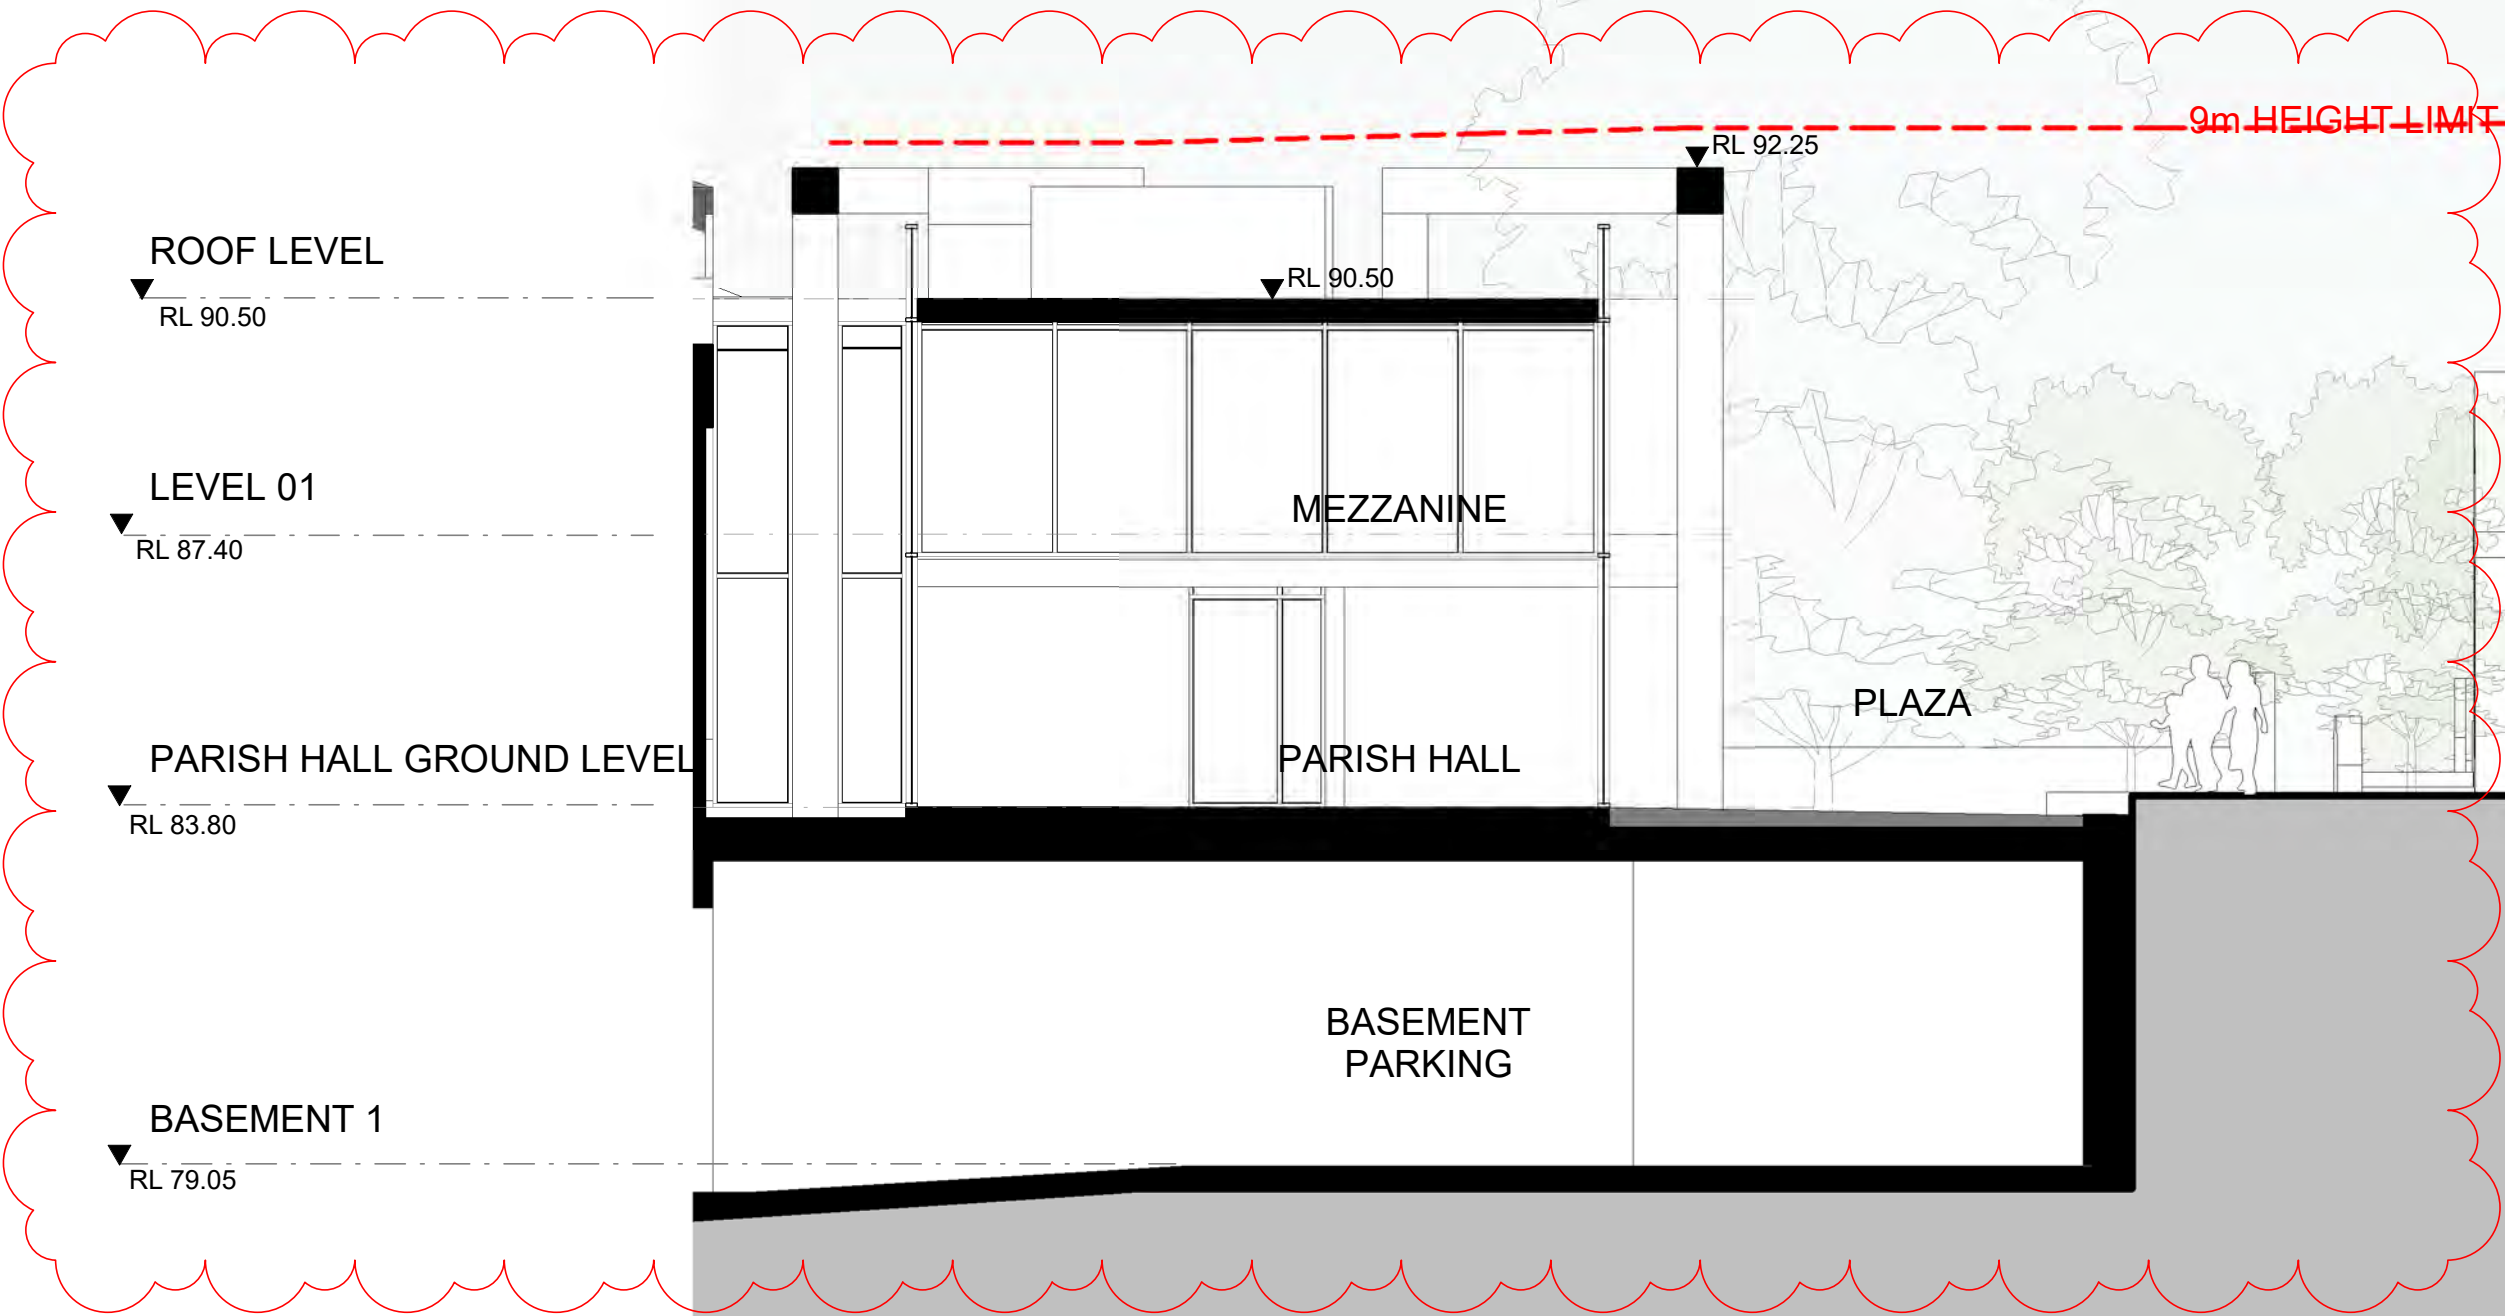 9m HEIGHT LIMIT
RL 92.25
ROOF LEVEL
RL 90.50
RL 90.50
LEVEL 01
RL 87.40
MEZZANINE
PLAZA
PARISH HALL GROUND LEVEL
PARISH HALL
RL 83.80
BASEMENT
PARKING
BASEMENT 1
RL 79.05